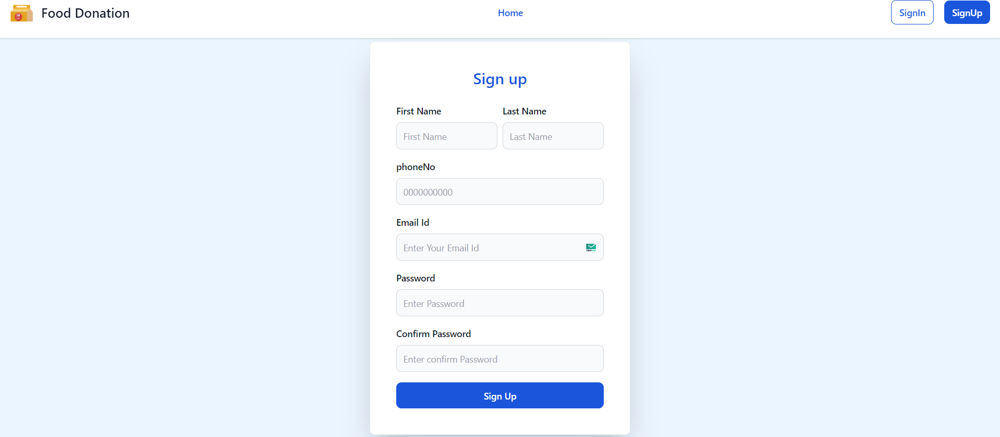 Food Donation
Home
SignIn
SignUp
Sign up
First Name Last Name
First Name Last Name
phoneNo
0000000000
Email Id
Enter Your Email Id
Password
Enter Password
Confirm Password
Enter confirm Password
Sign Up